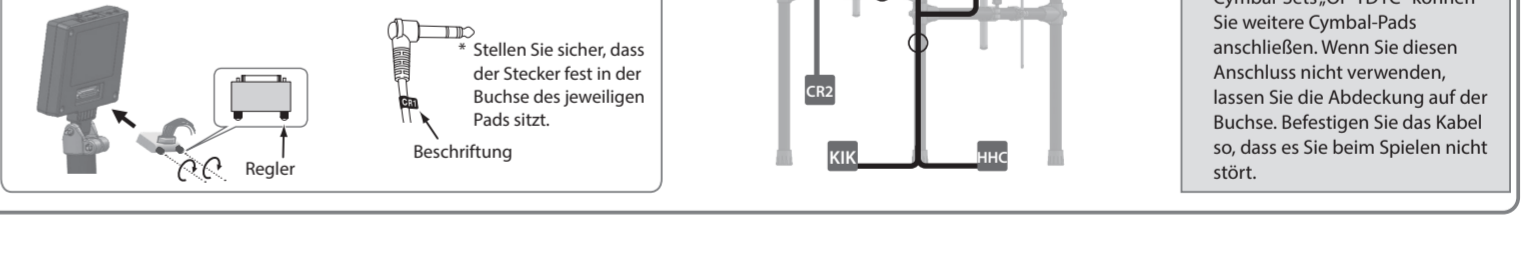 * Stellen Sie sicher, dass
der Stecker fest in der
Buchse des jeweiligen
Pads sitzt.
CR1
Beschriftung
Regler
CR2
KIK
HHC
Sie weitere Cymbal-Pads
anschließen. Wenn Sie diesen
Anschluss nicht verwenden,
lassen Sie die Abdeckung auf der
Buchse. Befestigen Sie das Kabel
so, dass es Sie beim Spielen nicht
stört.